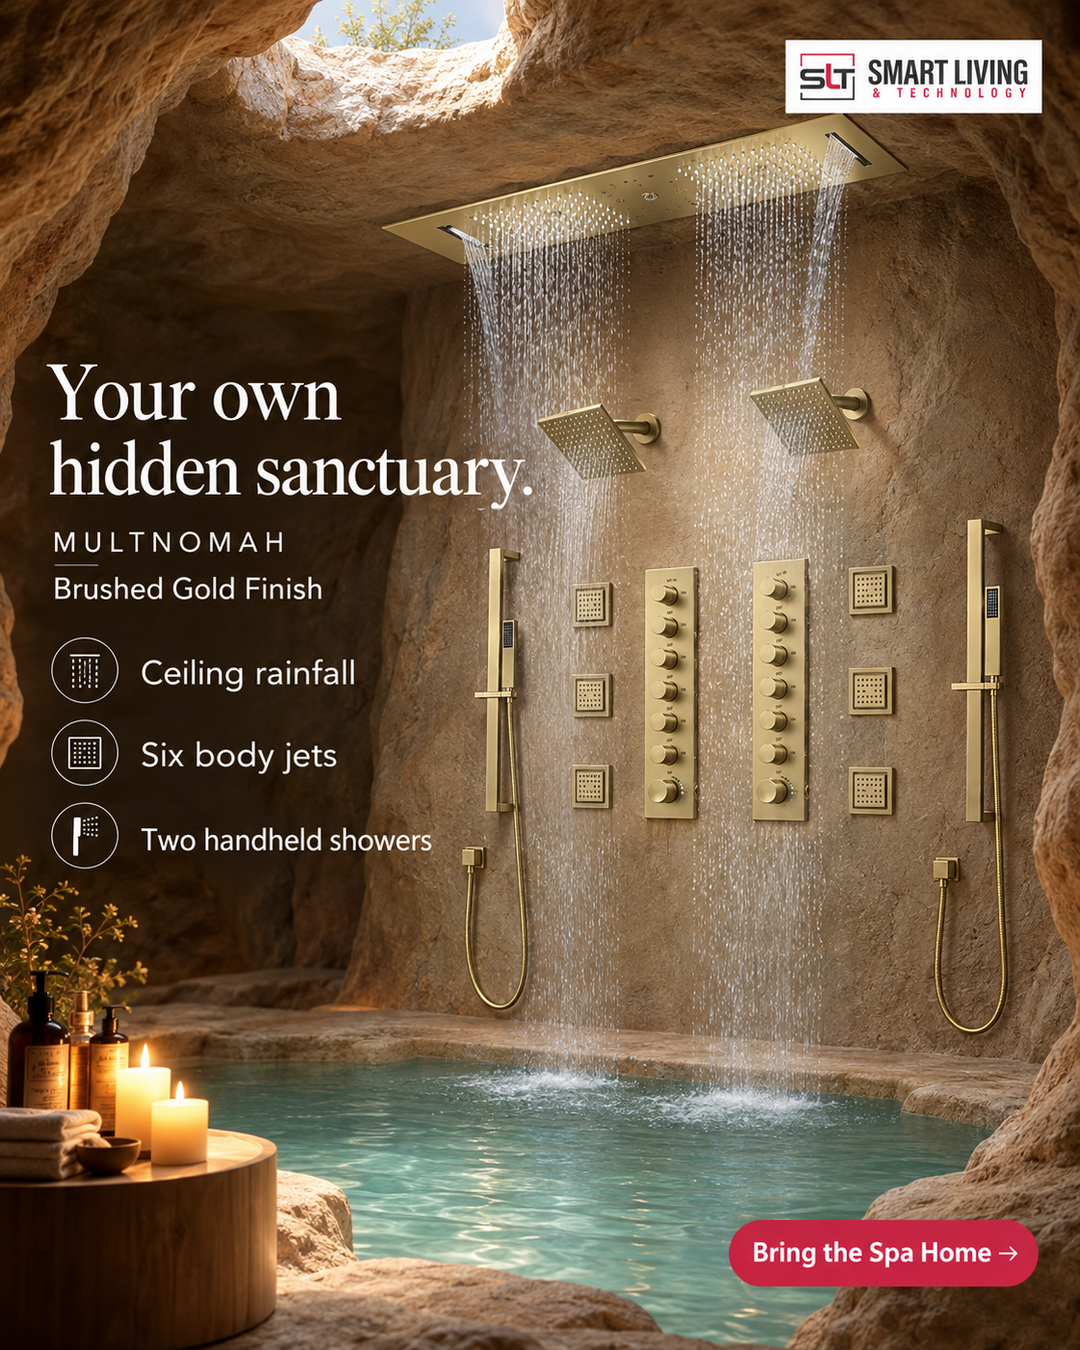 SLT SMART LIVING
& TECHNOLOGY
Your own
hidden sanctuary.
MULTNOMAH
Brushed Gold Finish
Ceiling rainfall
Six body jets
Two handheld showers
Bring the Spa Home →